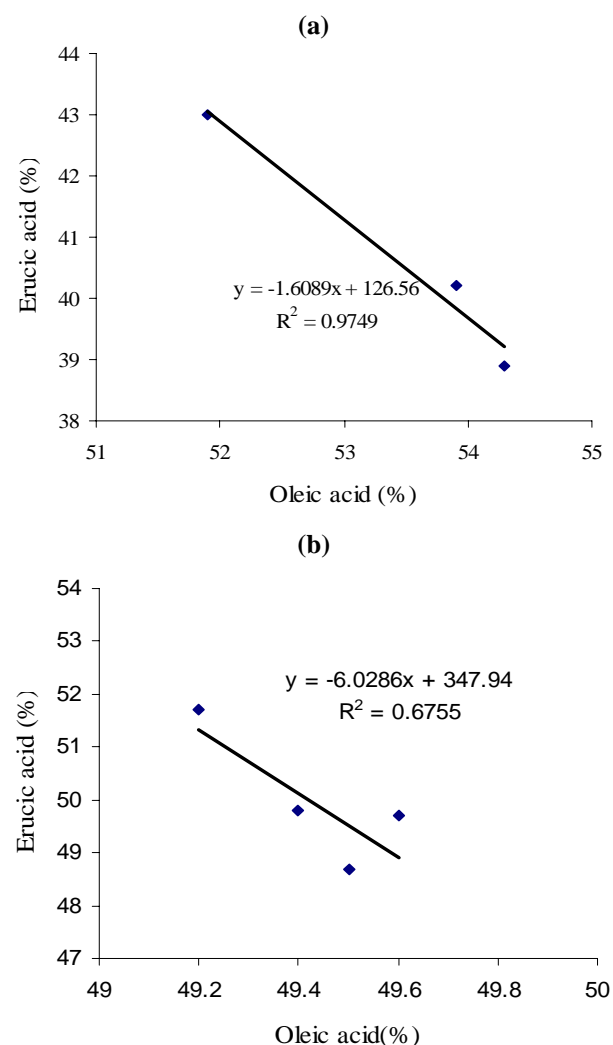 (a)
44
43
42
41
40
39
38
Erucic acid (%)
y = -1.6089x + 126.56
R² = 0.9749
51 52 53 54 55
Oleic acid (%)
(b)
54
53
52
51
50
49
48
47
Erucic acid (%)
y = -6.0286x + 347.94
R² = 0.6755
49 49.2 49.4 49.6 49.8 50
Oleic acid(%)